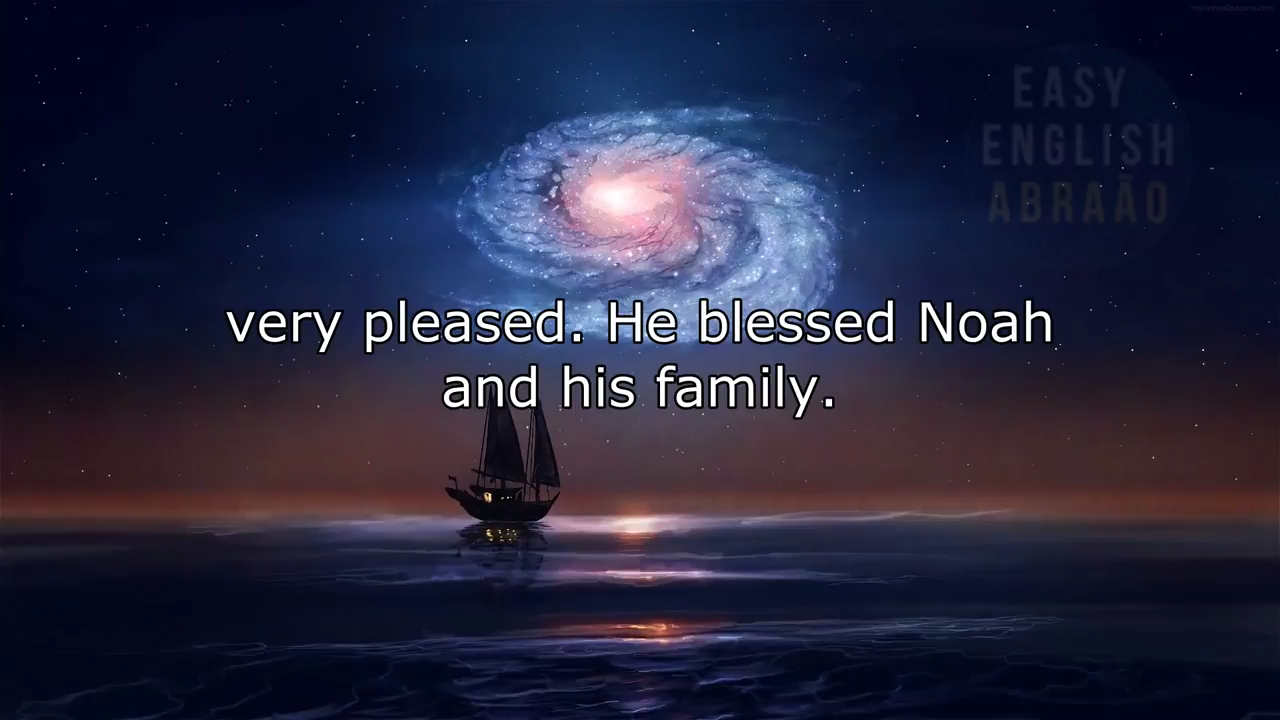 EASY
ENGLISH
ABRAÃO
very pleased. He blessed Noah
and his family.